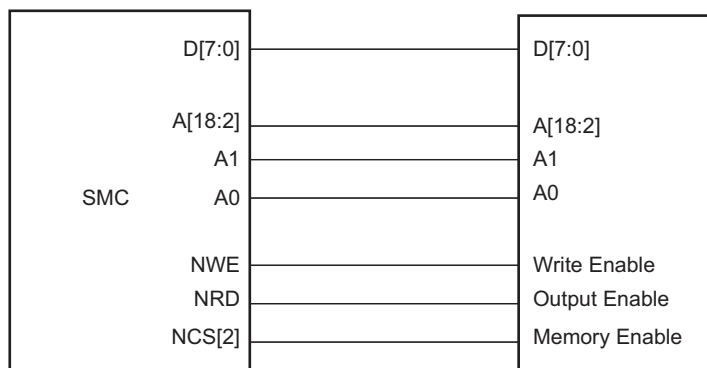 D[7:0] D[7:0]
A[18:2] A[18:2]
A1 A1
SMC A0 A0
NWE Write Enable
NRD Output Enable
NCS[2] Memory Enable